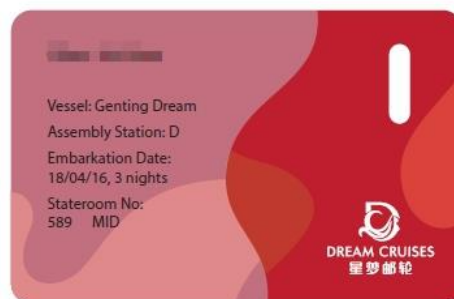 Vessel: Genting Dream
Assembly Station: D
Embarkation Date:
18/04/16, 3 nights
Stateroom No:
589 MID
DREAM CRUISES
星梦邮轮